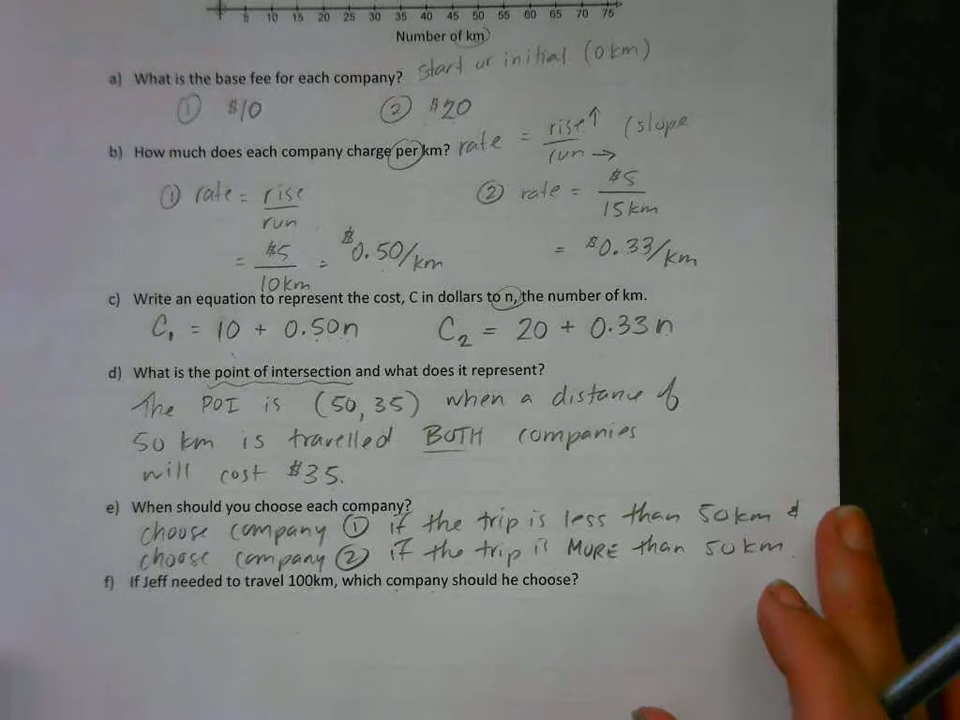 5 10 15 20 25 30 35 40 45 50 55 60 65 70 75
Number of km
a) What is the base fee for each company? start or initial (0km)
① $10 ② $20
b) How much does each company charge per km? rate = rise↑ / run → (slope
① rate = rise / run ② rate = $5 / 15km
= $5 / 10km = $0.50/km = $0.33/km
c) Write an equation to represent the cost, C in dollars to n, the number of km.
C₁ = 10 + 0.50n C₂ = 20 + 0.33n
d) What is the point of intersection and what does it represent?
The POI is (50, 35) when a distance of
50 km is travelled BOTH companies
will cost $35.
e) When should you choose each company?
choose company ① if the trip is less than 50km &
choose company ② if the trip is MORE than 50km.
f) If Jeff needed to travel 100km, which company should he choose?